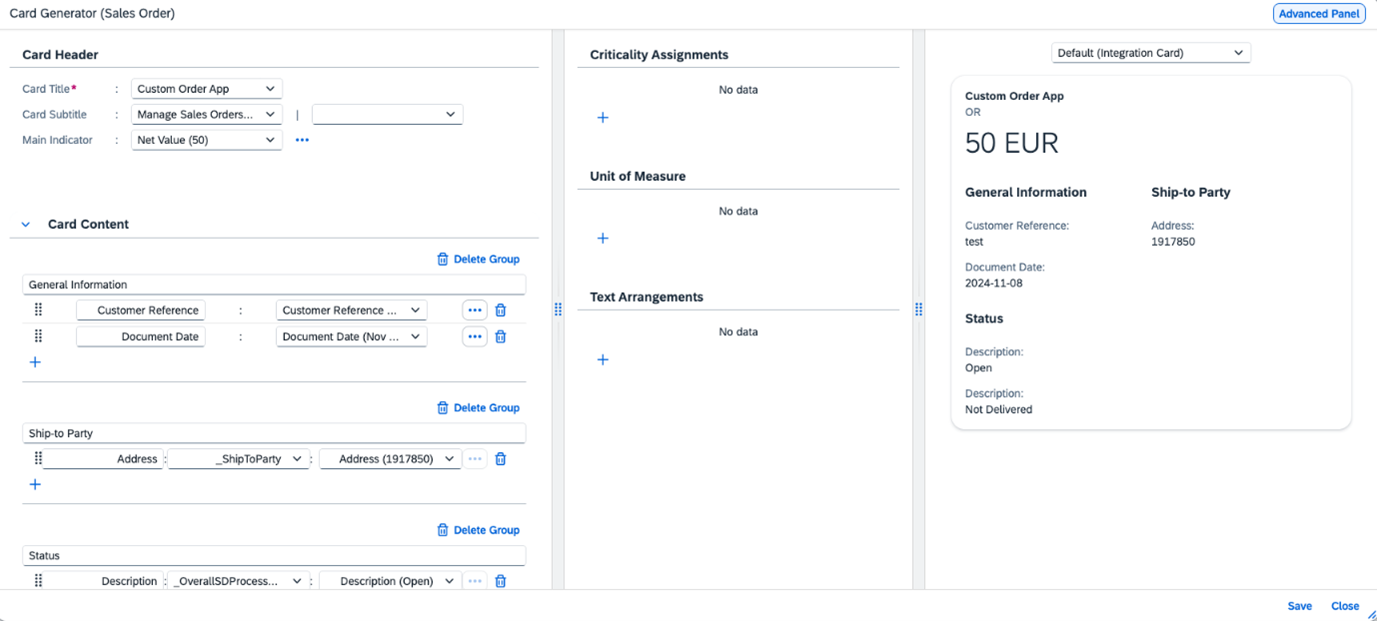 Card Generator (Sales Order)
Advanced Panel
Card Header
Card Title* : Custom Order App
Card Subtitle : Manage Sales Orders... |
Main Indicator : Net Value (50) •••
Card Content
Delete Group
General Information
Customer Reference : Customer Reference ... •••
Document Date : Document Date (Nov ... •••
+
Delete Group
Ship-to Party
Address : _ShipToParty : Address (1917850) •••
+
Delete Group
Status
Description : _OverallSDProcess... : Description (Open) •••
Criticality Assignments
No data
+
Unit of Measure
No data
+
Text Arrangements
No data
+
Default (Integration Card)
Custom Order App
OR
50 EUR
General Information
Customer Reference:
test
Document Date:
2024-11-08
Ship-to Party
Address:
1917850
Status
Description:
Open
Description:
Not Delivered
Save Close